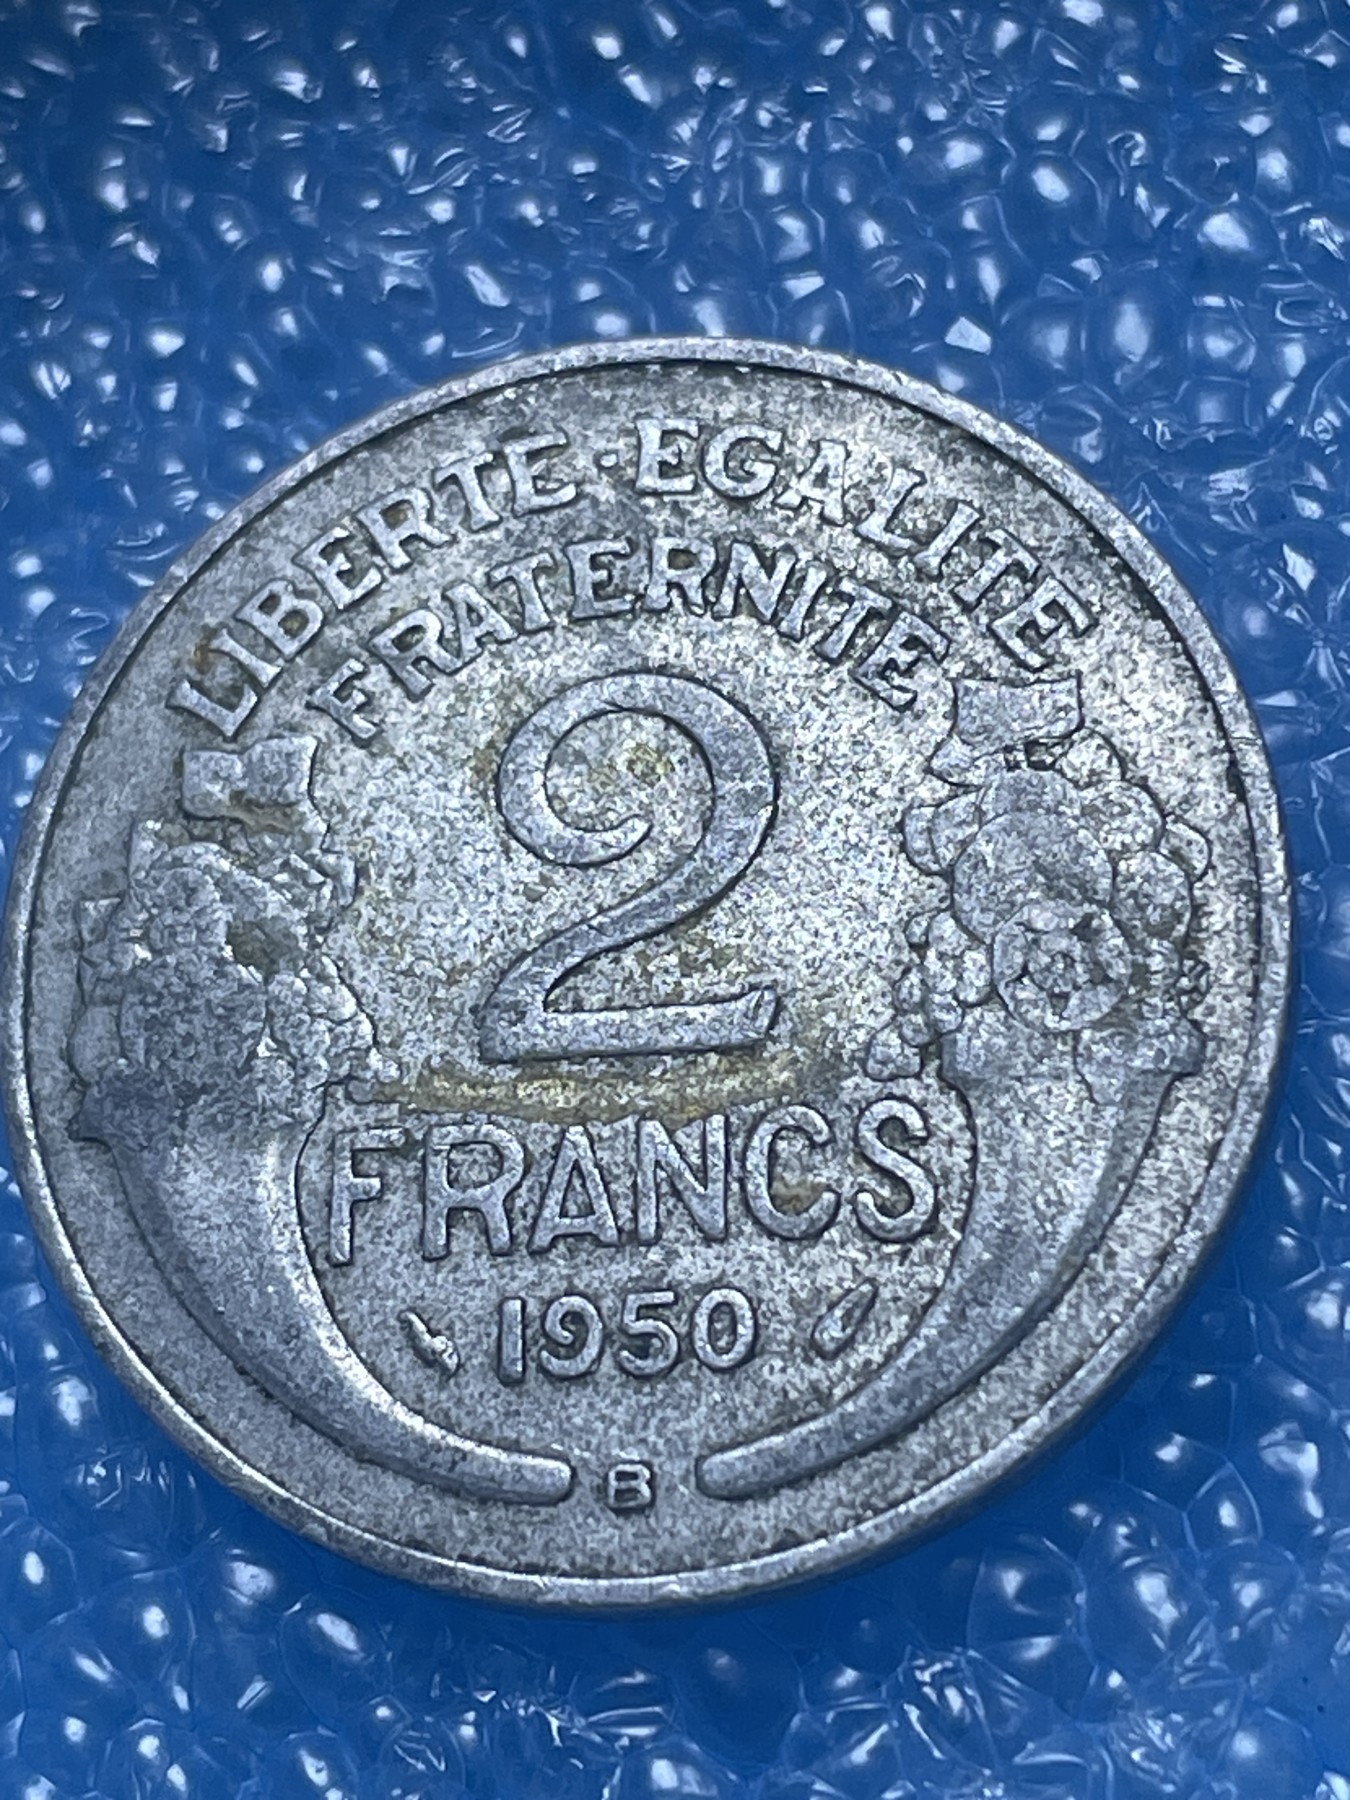 LIBERTE · EGALITE
FRATERNITE
2
FRANCS
1950
B